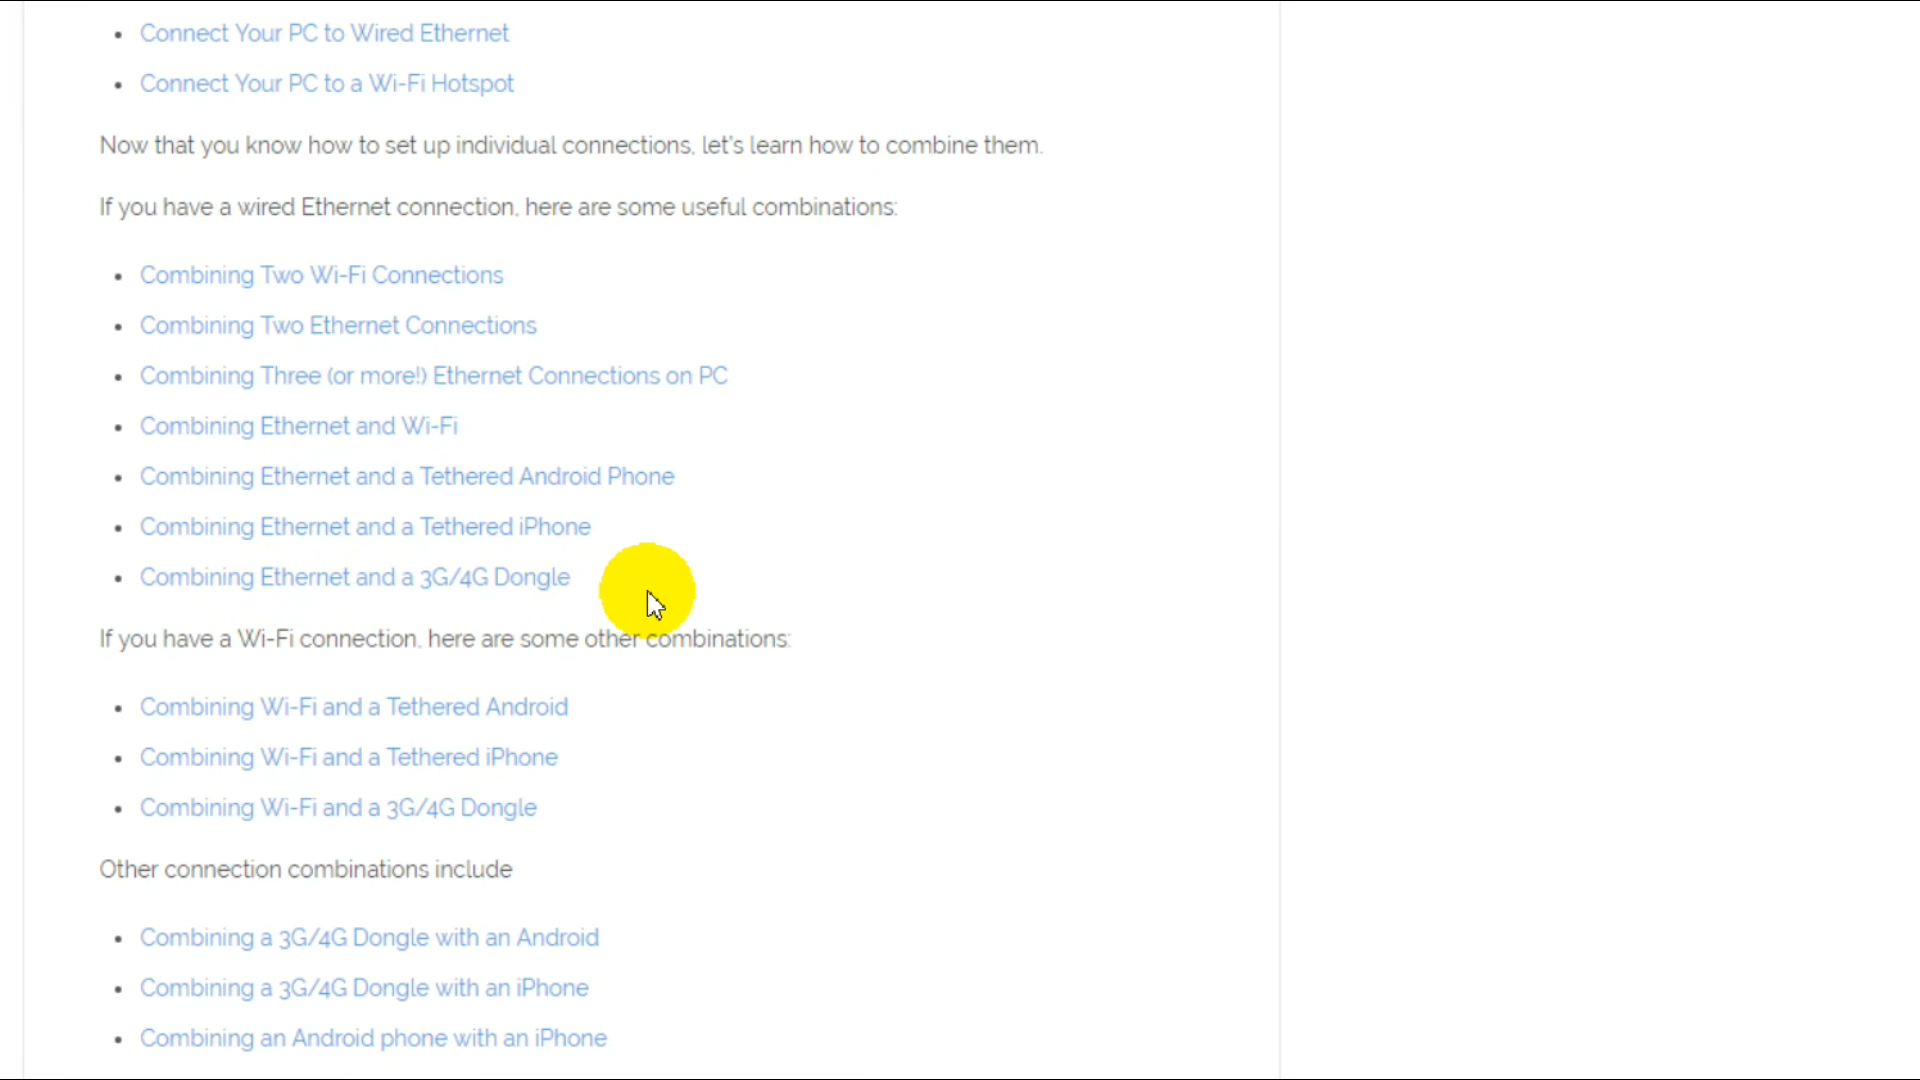 Connect Your PC to Wired Ethernet
Connect Your PC to a Wi-Fi Hotspot
Now that you know how to set up individual connections, let's learn how to combine them.
If you have a wired Ethernet connection, here are some useful combinations:
Combining Two Wi-Fi Connections
Combining Two Ethernet Connections
Combining Three (or more!) Ethernet Connections on PC
Combining Ethernet and Wi-Fi
Combining Ethernet and a Tethered Android Phone
Combining Ethernet and a Tethered iPhone
Combining Ethernet and a 3G/4G Dongle
If you have a Wi-Fi connection, here are some other combinations:
Combining Wi-Fi and a Tethered Android
Combining Wi-Fi and a Tethered iPhone
Combining Wi-Fi and a 3G/4G Dongle
Other connection combinations include
Combining a 3G/4G Dongle with an Android
Combining a 3G/4G Dongle with an iPhone
Combining an Android phone with an iPhone